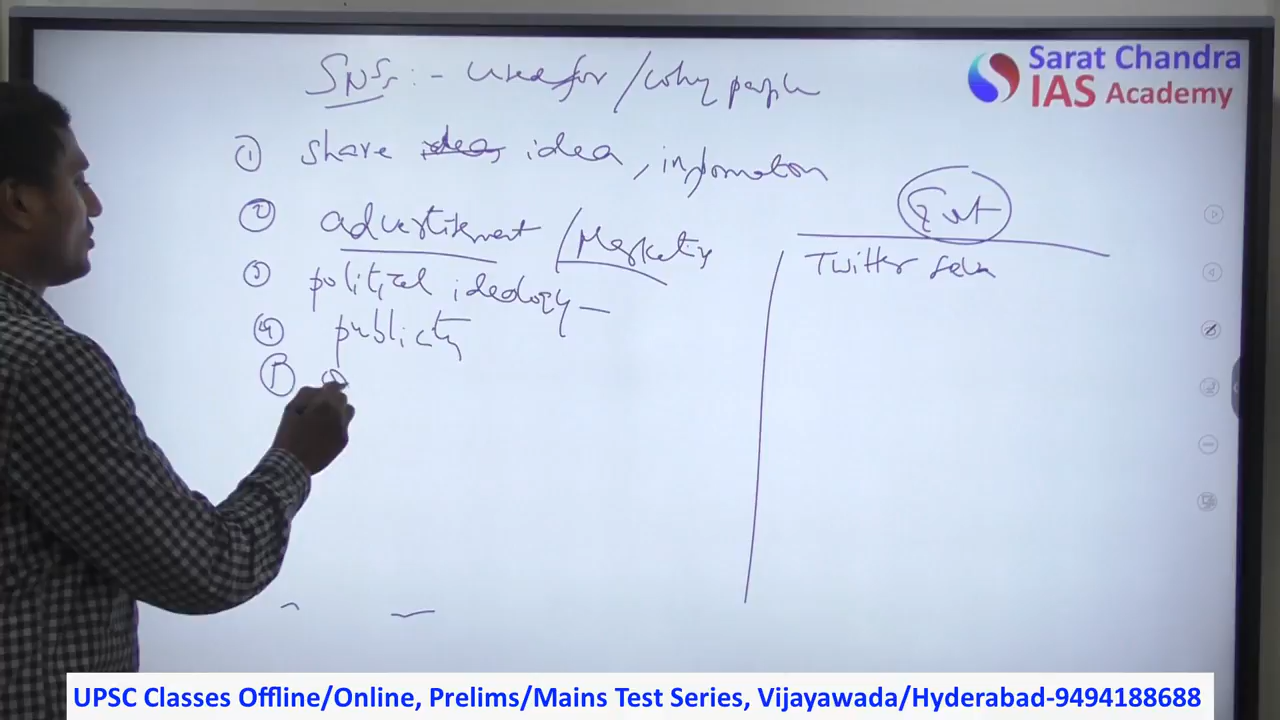 SNSs :- Used for / why people
① share idea, information
② advertisement / Marketing
③ political ideology -
④ publicity
Govt
Twitter
Sarat Chandra
IAS Academy
UPSC Classes Offline/Online, Prelims/Mains Test Series, Vijayawada/Hyderabad-9494188688